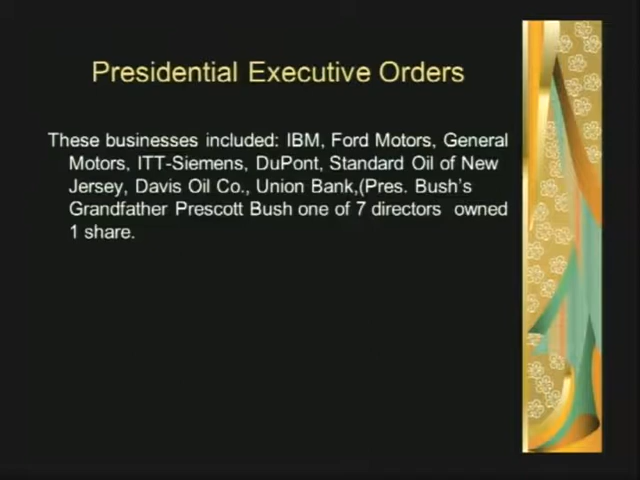 Presidential Executive Orders
These businesses included: IBM, Ford Motors, General
Motors, ITT-Siemens, DuPont, Standard Oil of New
Jersey, Davis Oil Co., Union Bank,(Pres. Bush's
Grandfather Prescott Bush one of 7 directors owned
1 share.